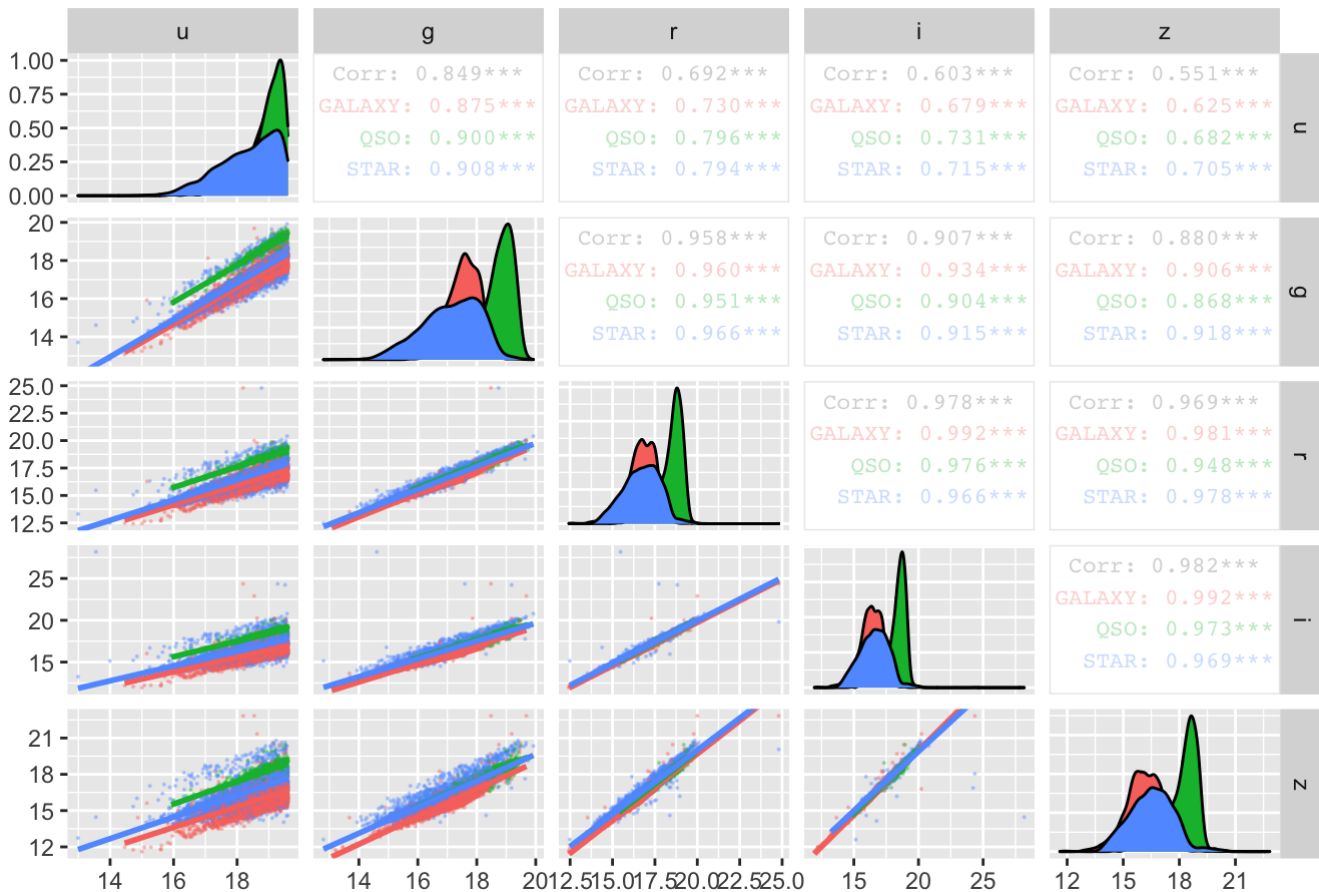 u g r i z
1.00
0.75
0.50
0.25
0.00
Corr: 0.849***
GALAXY: 0.875***
QSO: 0.900***
STAR: 0.908***
Corr: 0.692***
GALAXY: 0.730***
QSO: 0.796***
STAR: 0.794***
Corr: 0.603***
GALAXY: 0.679***
QSO: 0.731***
STAR: 0.715***
Corr: 0.551***
GALAXY: 0.625***
QSO: 0.682***
STAR: 0.705***
u
20
18
16
14
Corr: 0.958***
GALAXY: 0.960***
QSO: 0.951***
STAR: 0.966***
Corr: 0.907***
GALAXY: 0.934***
QSO: 0.904***
STAR: 0.915***
Corr: 0.880***
GALAXY: 0.906***
QSO: 0.868***
STAR: 0.918***
g
25.0
22.5
20.0
17.5
15.0
12.5
Corr: 0.978***
GALAXY: 0.992***
QSO: 0.976***
STAR: 0.966***
Corr: 0.969***
GALAXY: 0.981***
QSO: 0.948***
STAR: 0.978***
r
25
20
15
Corr: 0.982***
GALAXY: 0.992***
QSO: 0.973***
STAR: 0.969***
i
21
18
15
12
z
14 16 18
14 16 18 20
12.5 15.0 17.5 20.0 22.5 25.0
15 20 25
12 15 18 21